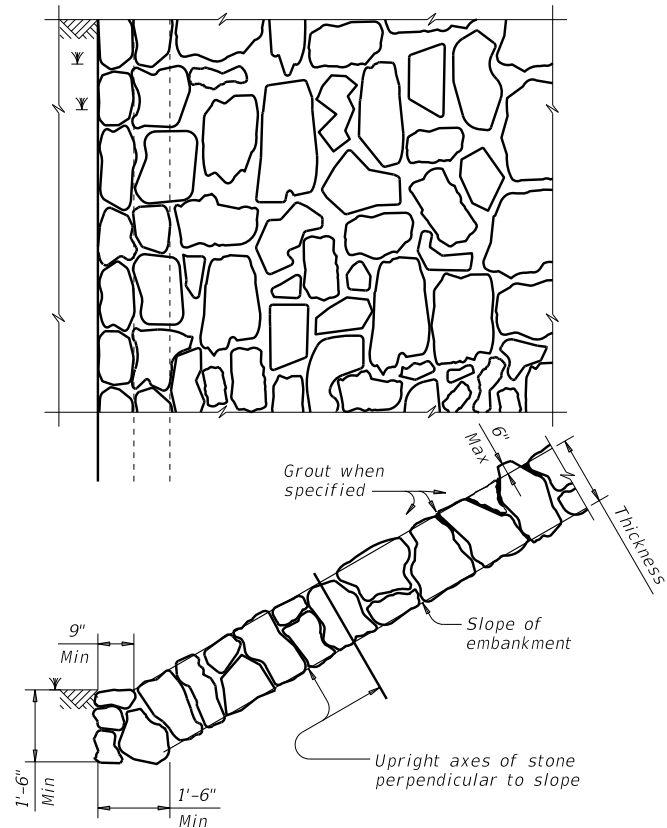 6"
Max
Grout when
specified
Thickness
Slope of
embankment
9"
Min
1'-6"
Min
1'-6"
Min
Upright axes of stone
perpendicular to slope